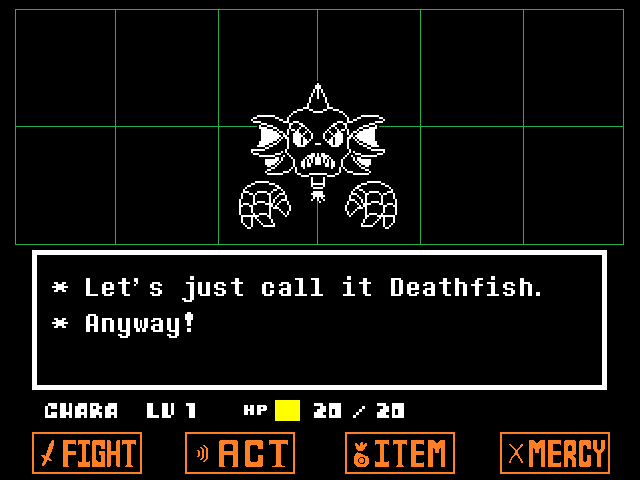 * Let's just call it Deathfish.
* Anyway!
CHARA LV 1 HP 20 / 20
FIGHT ACT ITEM MERCY